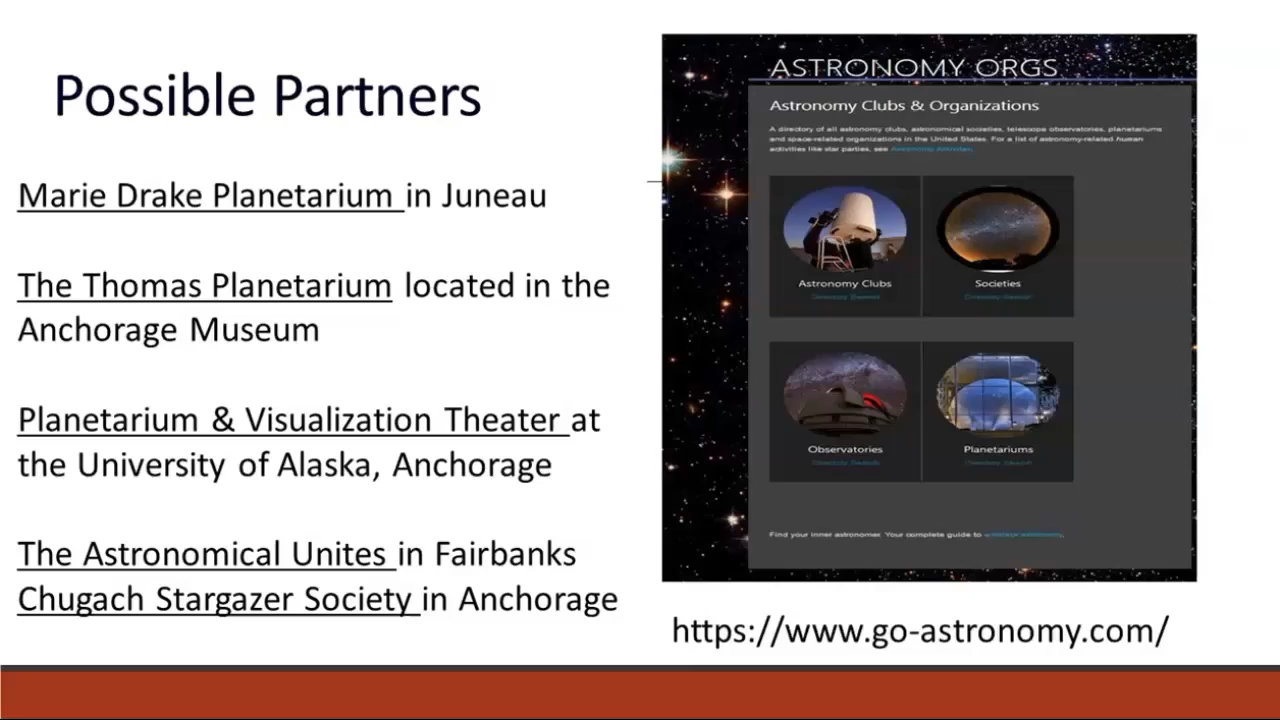 Possible Partners
Marie Drake Planetarium in Juneau
The Thomas Planetarium located in the
Anchorage Museum
Planetarium & Visualization Theater at
the University of Alaska, Anchorage
The Astronomical Unites in Fairbanks
Chugach Stargazer Society in Anchorage
ASTRONOMY ORGS
Astronomy Clubs & Organizations
A directory of all astronomy clubs, astronomical societies, telescope observatories, planetariums
and space-related organizations in the United States. For a list of astronomy-related human
activities like star parties, see
Astronomy Clubs
Societies
Observatories
Planetariums
Find your inner astronomer. Your complete guide to
https://www.go-astronomy.com/